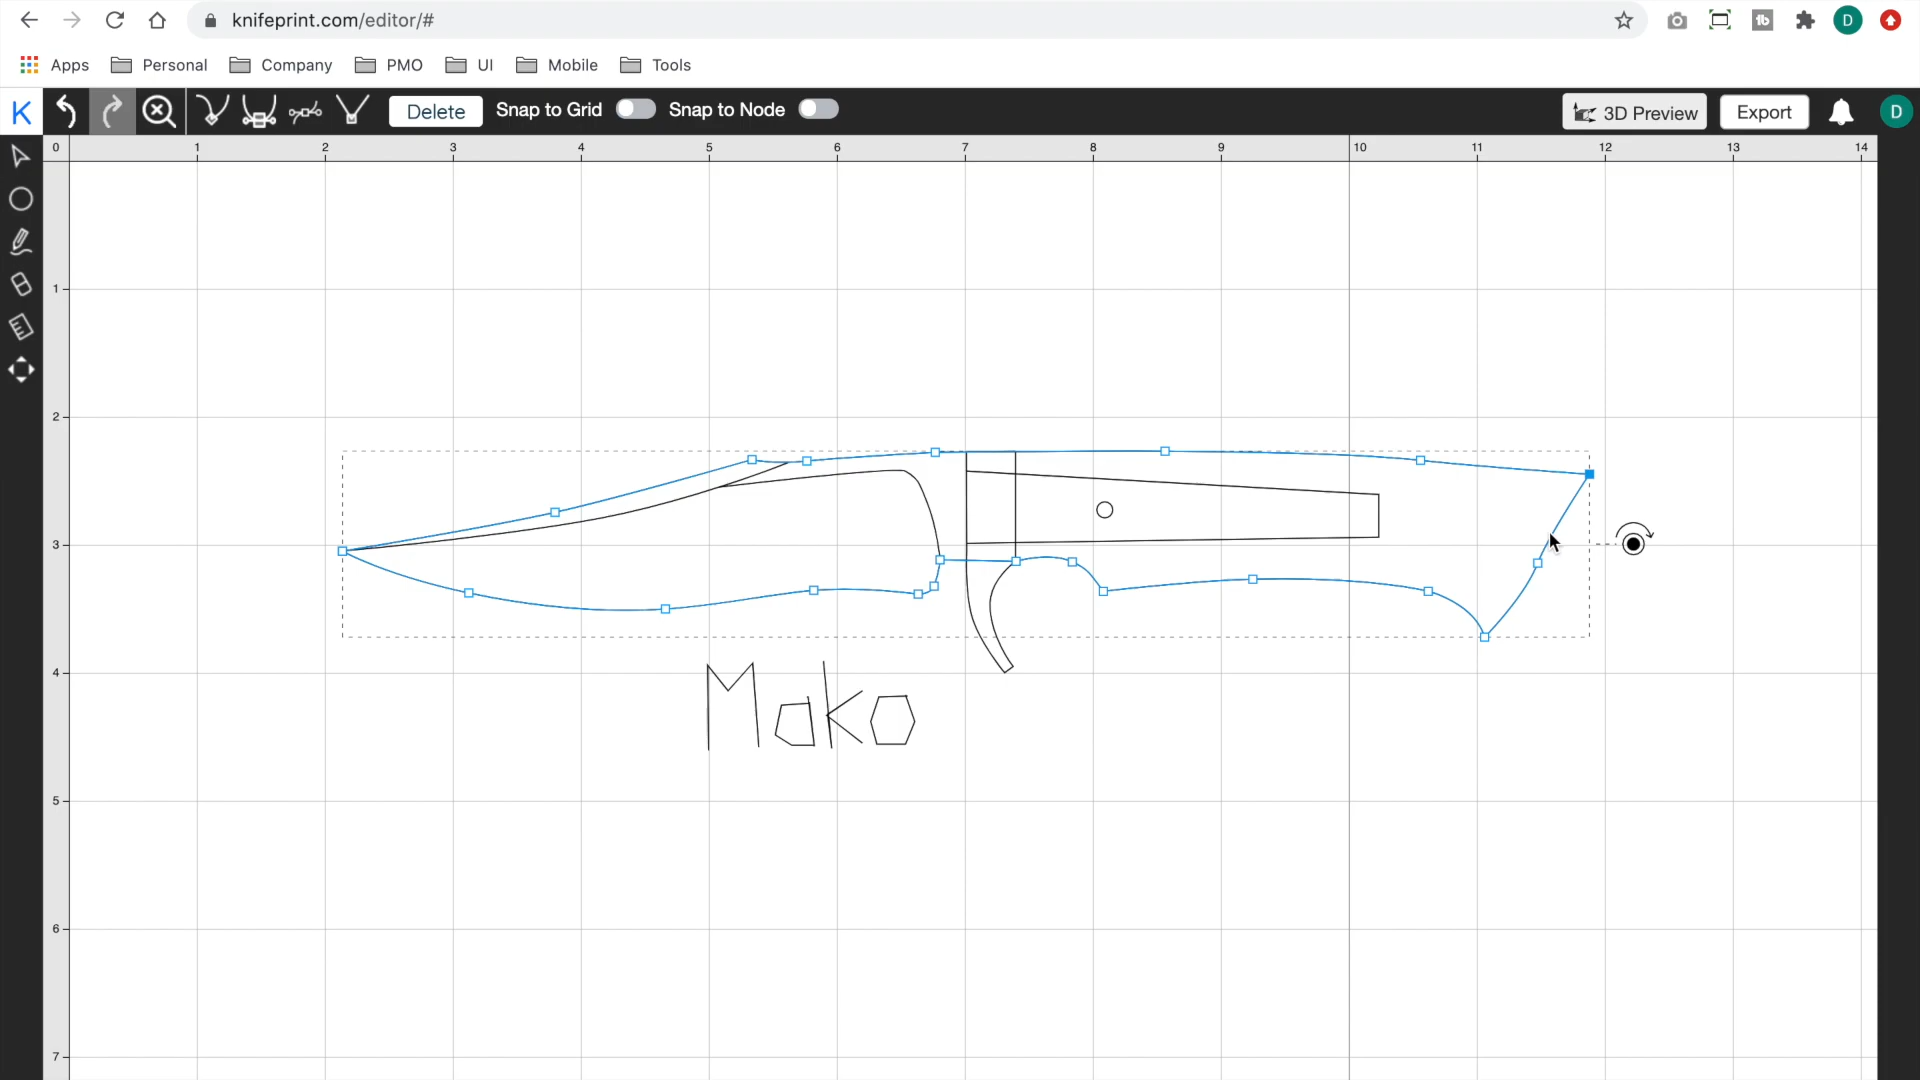 knifeprint.com/editor/#
D
Apps Personal Company PMO UI Mobile Tools
K Delete Snap to Grid Snap to Node 3D Preview Export D
0 1 2 3 4 5 6 7 8 9 10 11 12 13 14
1
2
3
4
Mako
5
6
7